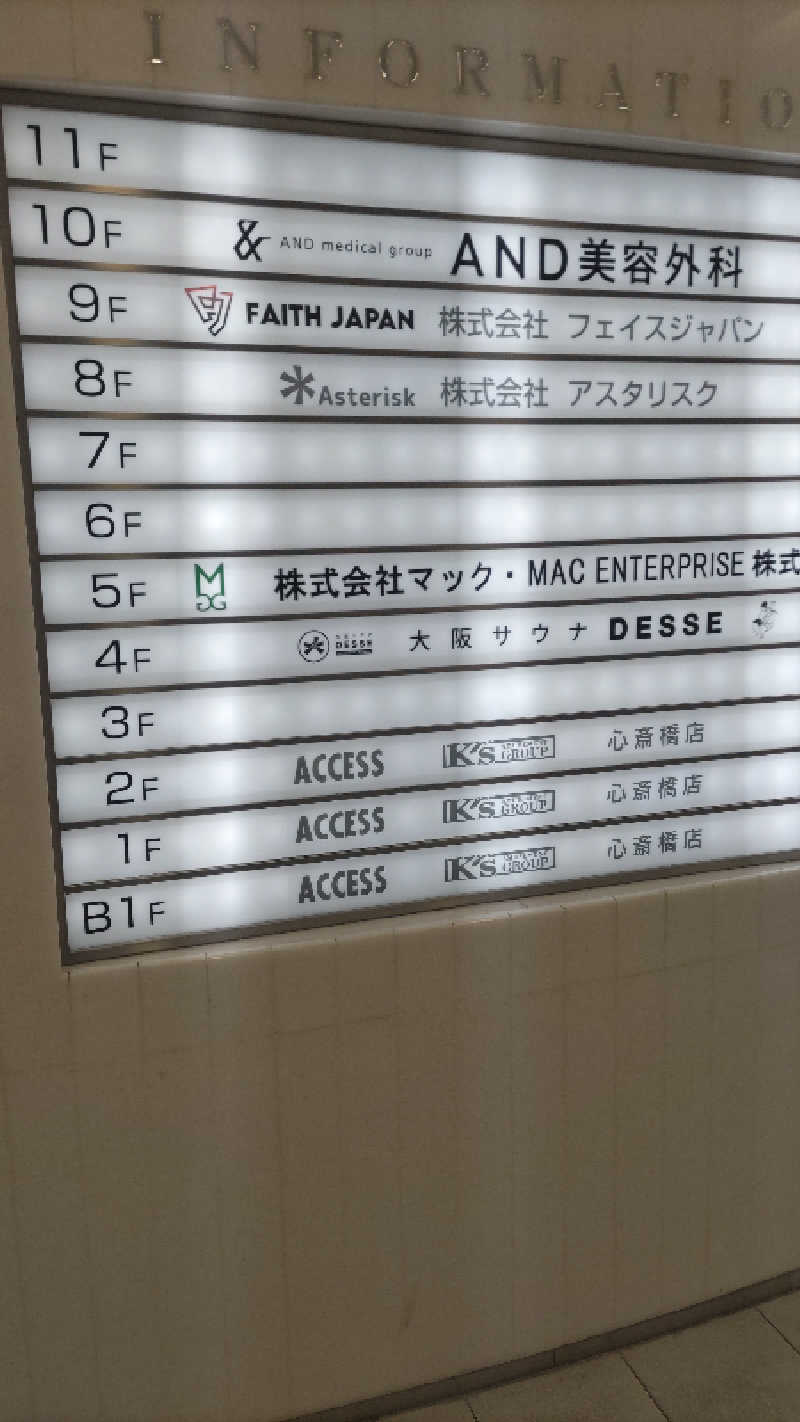 INFORMATIO
11F
10F & AND medical group AND美容外科
9F FAITH JAPAN 株式会社 フェイスジャパン
8F *Asterisk 株式会社 アスタリスク
7F
6F
5F M 株式会社マック・MAC ENTERPRISE 株式
4F DESSE 大阪サウナ DESSE
3F
2F ACCESS K's GROUP 心斎橋店
1F ACCESS K's GROUP 心斎橋店
B1F ACCESS K's GROUP 心斎橋店